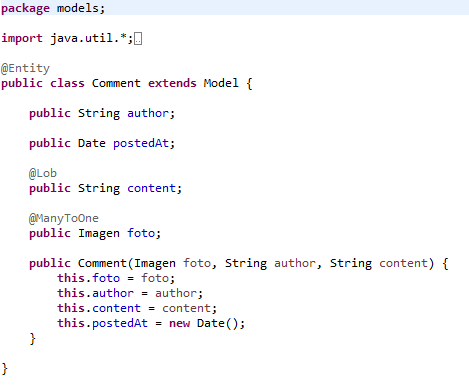 package models;
import java.util.*;
@Entity
public class Comment extends Model {
public String author;
public Date postedAt;
@Lob
public String content;
@ManyToOne
public Imagen foto;
public Comment(Imagen foto, String author, String content) {
this.foto = foto;
this.author = author;
this.content = content;
this.postedAt = new Date();
}
}